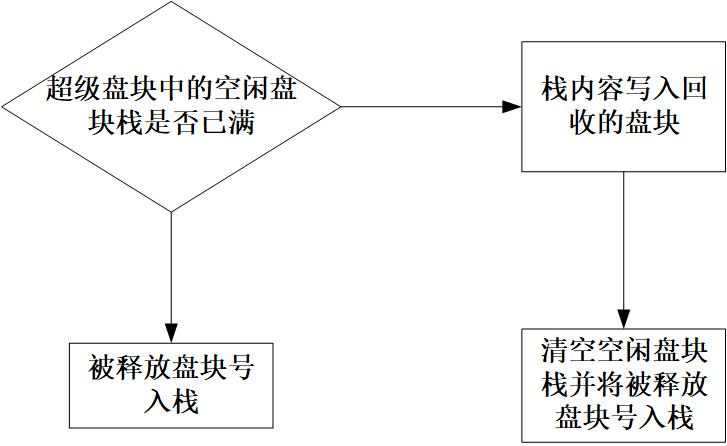 超级盘块中的空闲盘
块栈是否已满
栈内容写入回
收的盘块
被释放盘块号
入栈
清空空闲盘块
栈并将被释放
盘块号入栈